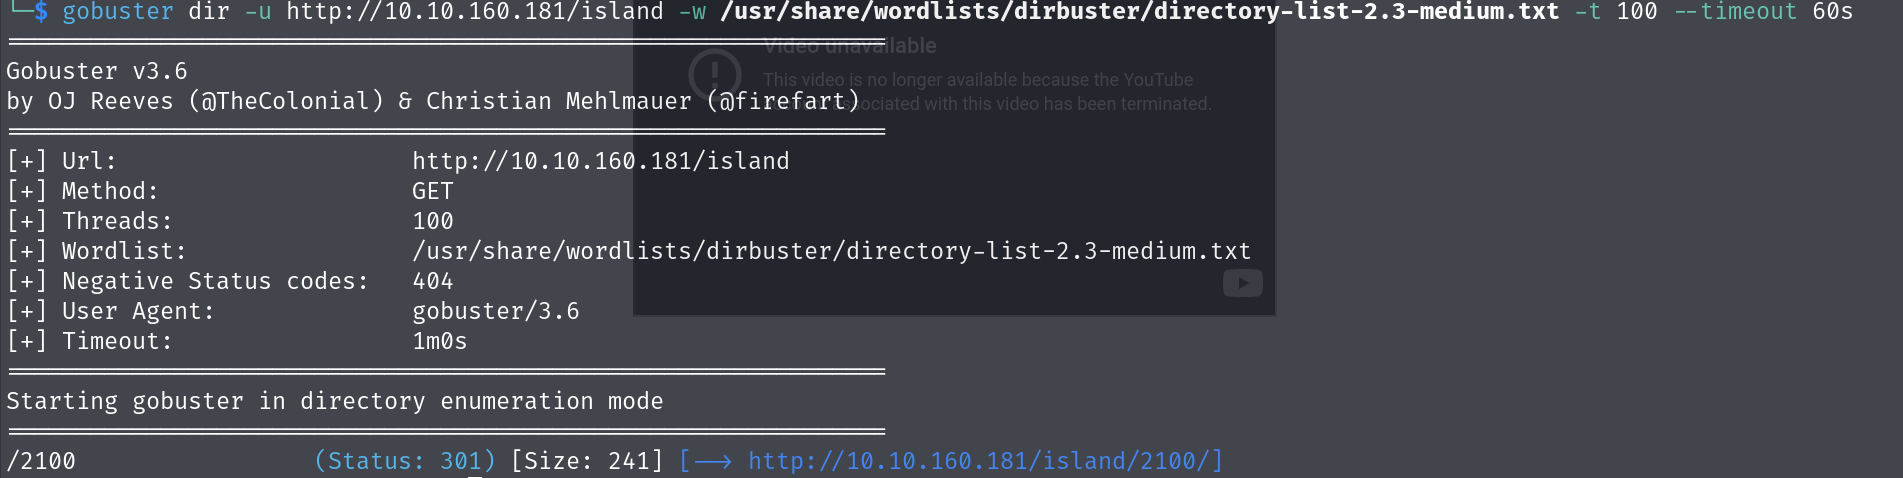 └─$ gobuster dir -u http://10.10.160.181/island -w /usr/share/wordlists/dirbuster/directory-list-2.3-medium.txt -t 100 --timeout 60s
===============================================================
Video unavailable
Gobuster v3.6
This video is no longer available because the YouTube
by OJ Reeves (@TheColonial) & Christian Mehlmauer (@firefart)
associated with this video has been terminated.
===============================================================
[+] Url:                     http://10.10.160.181/island
[+] Method:                  GET
[+] Threads:                 100
[+] Wordlist:                /usr/share/wordlists/dirbuster/directory-list-2.3-medium.txt
[+] Negative Status codes:   404
[+] User Agent:              gobuster/3.6
[+] Timeout:                 1m0s
===============================================================
Starting gobuster in directory enumeration mode
===============================================================
/2100                 (Status: 301) [Size: 241] [--> http://10.10.160.181/island/2100/]